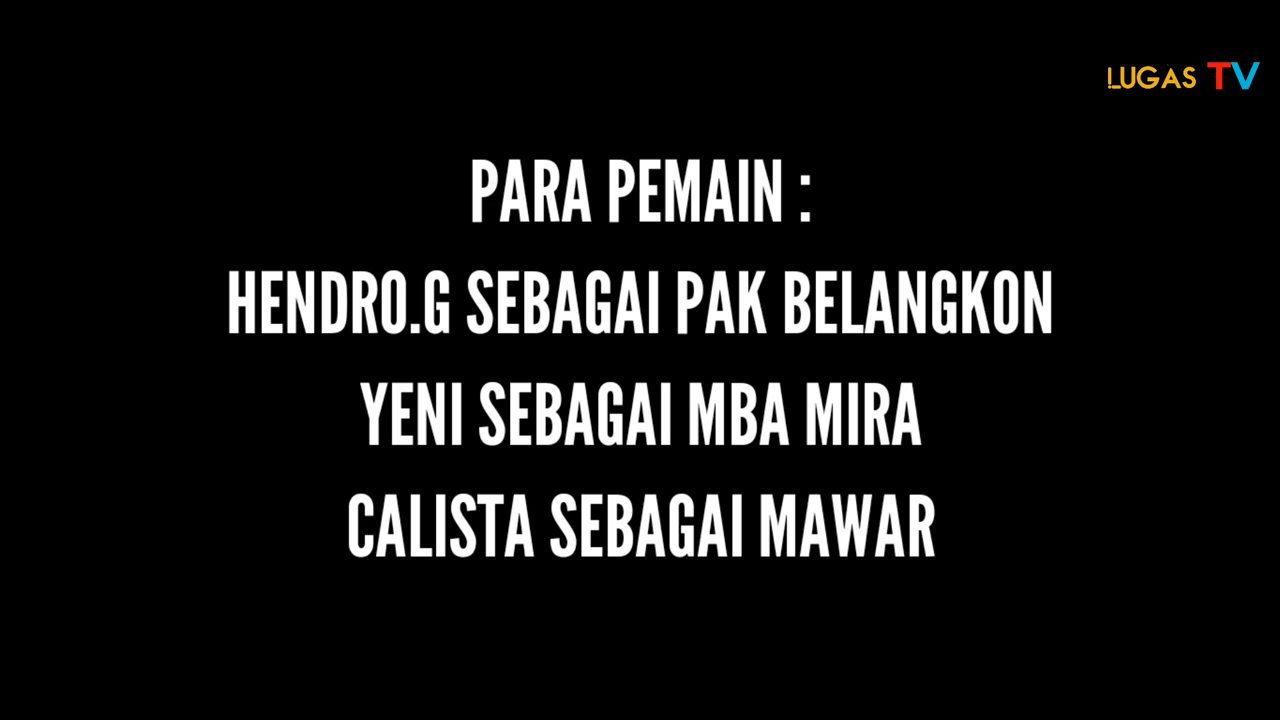 LUGAS TV
PARA PEMAIN :
HENDRO.G SEBAGAI PAK BELANGKON
YENI SEBAGAI MBA MIRA
CALISTA SEBAGAI MAWAR